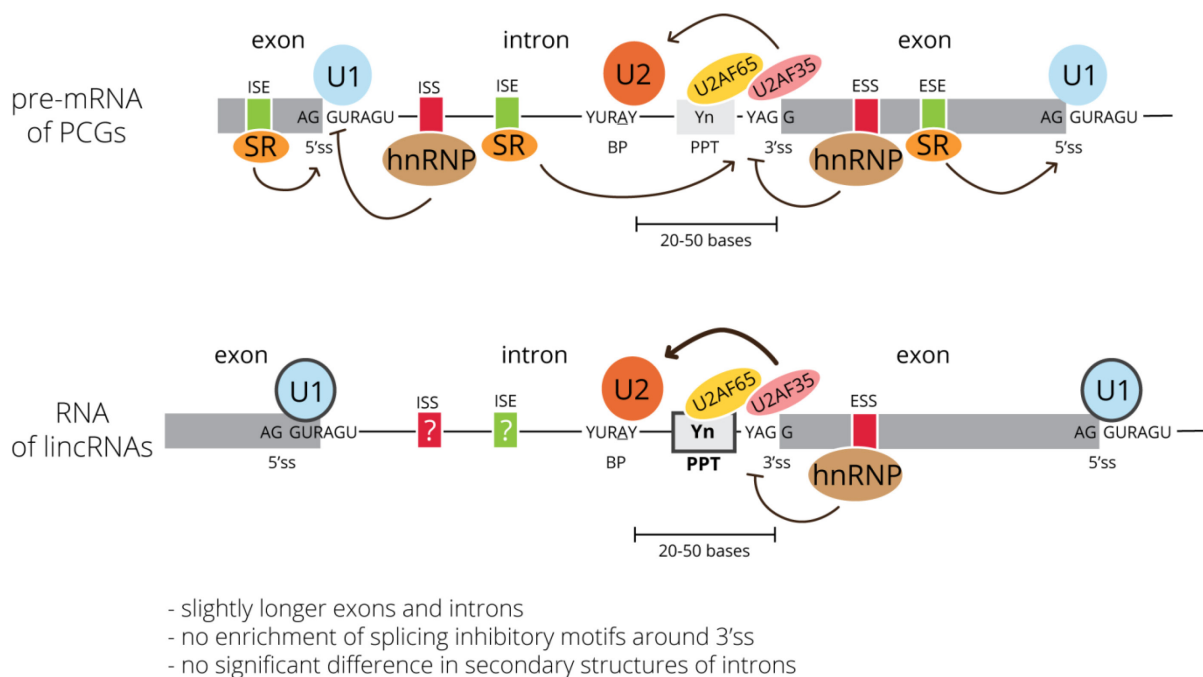 exon intron exon
U1 U2 U2AF65 U2AF35 U1
ISE ISS ISE ESS ESE
pre-mRNA
of PCGs
AG GURAGU YURAY Yn YAG G AG GURAGU
SR 5'ss hnRNP SR BP PPT 3'ss hnRNP SR 5'ss
20-50 bases
exon intron exon
U1 U2 U2AF65 U2AF35 U1
ISS ISE ESS
RNA
of lincRNAs
AG GURAGU ? ? YURAY Yn YAG G AG GURAGU
5'ss BP PPT 3'ss hnRNP 5'ss
20-50 bases
- slightly longer exons and introns
- no enrichment of splicing inhibitory motifs around 3'ss
- no significant difference in secondary structures of introns